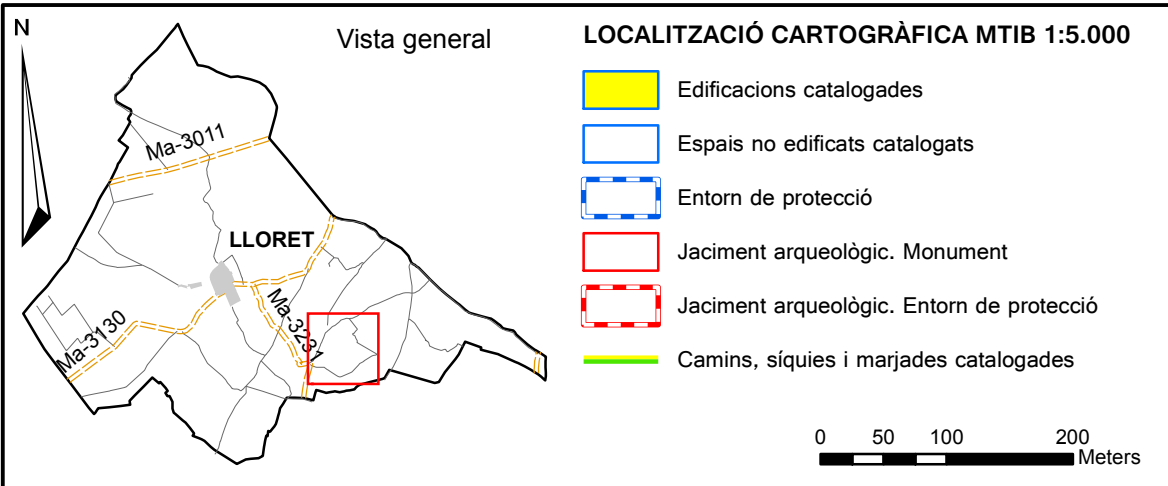 N
Vista general
Ma-3011
LLORET
Ma-3231
Ma-3130
LOCALITZACIÓ CARTOGRÀFICA MTIB 1:5.000
Edificacions catalogades
Espais no edificats catalogats
Entorn de protecció
Jaciment arqueològic. Monument
Jaciment arqueològic. Entorn de protecció
Camins, síquies i marjades catalogades
0 50 100 200
Meters